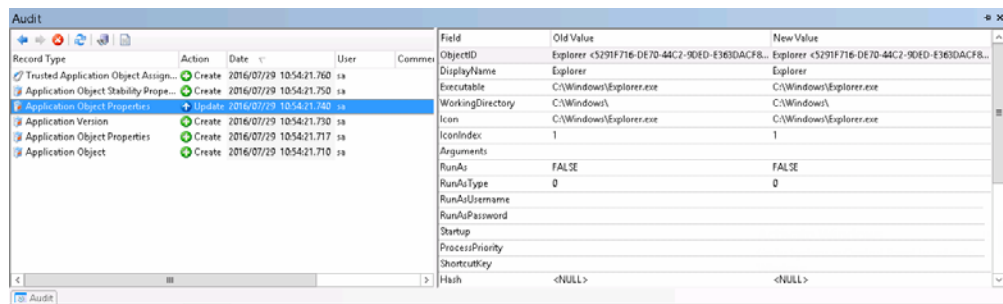 Audit
Record Type Action Date User Commer
Trusted Application Object Assign... Create 2016/07/29 10:54:21.760 sa
Application Object Stability Prope... Create 2016/07/29 10:54:21.750 sa
Application Object Properties Update 2016/07/29 10:54:21.740 sa
Application Version Create 2016/07/29 10:54:21.730 sa
Application Object Properties Create 2016/07/29 10:54:21.717 sa
Application Object Create 2016/07/29 10:54:21.710 sa
Field Old Value New Value
ObjectID Explorer <5291F716-DE70-44C2-9DED-E363DACF8... Explorer <5291F716-DE70-44C2-9DED-E363DACF8...
DisplayName Explorer Explorer
Executable C:\Windows\Explorer.exe C:\Windows\Explorer.exe
WorkingDirectory C:\Windows\ C:\Windows\
Icon C:\Windows\Explorer.exe C:\Windows\Explorer.exe
IconIndex 1 1
Arguments
RunAs FALSE FALSE
RunAsType 0 0
RunAsUsername
RunAsPassword
Startup
ProcessPriority
ShortcutKey
Hash <NULL> <NULL>
Audit